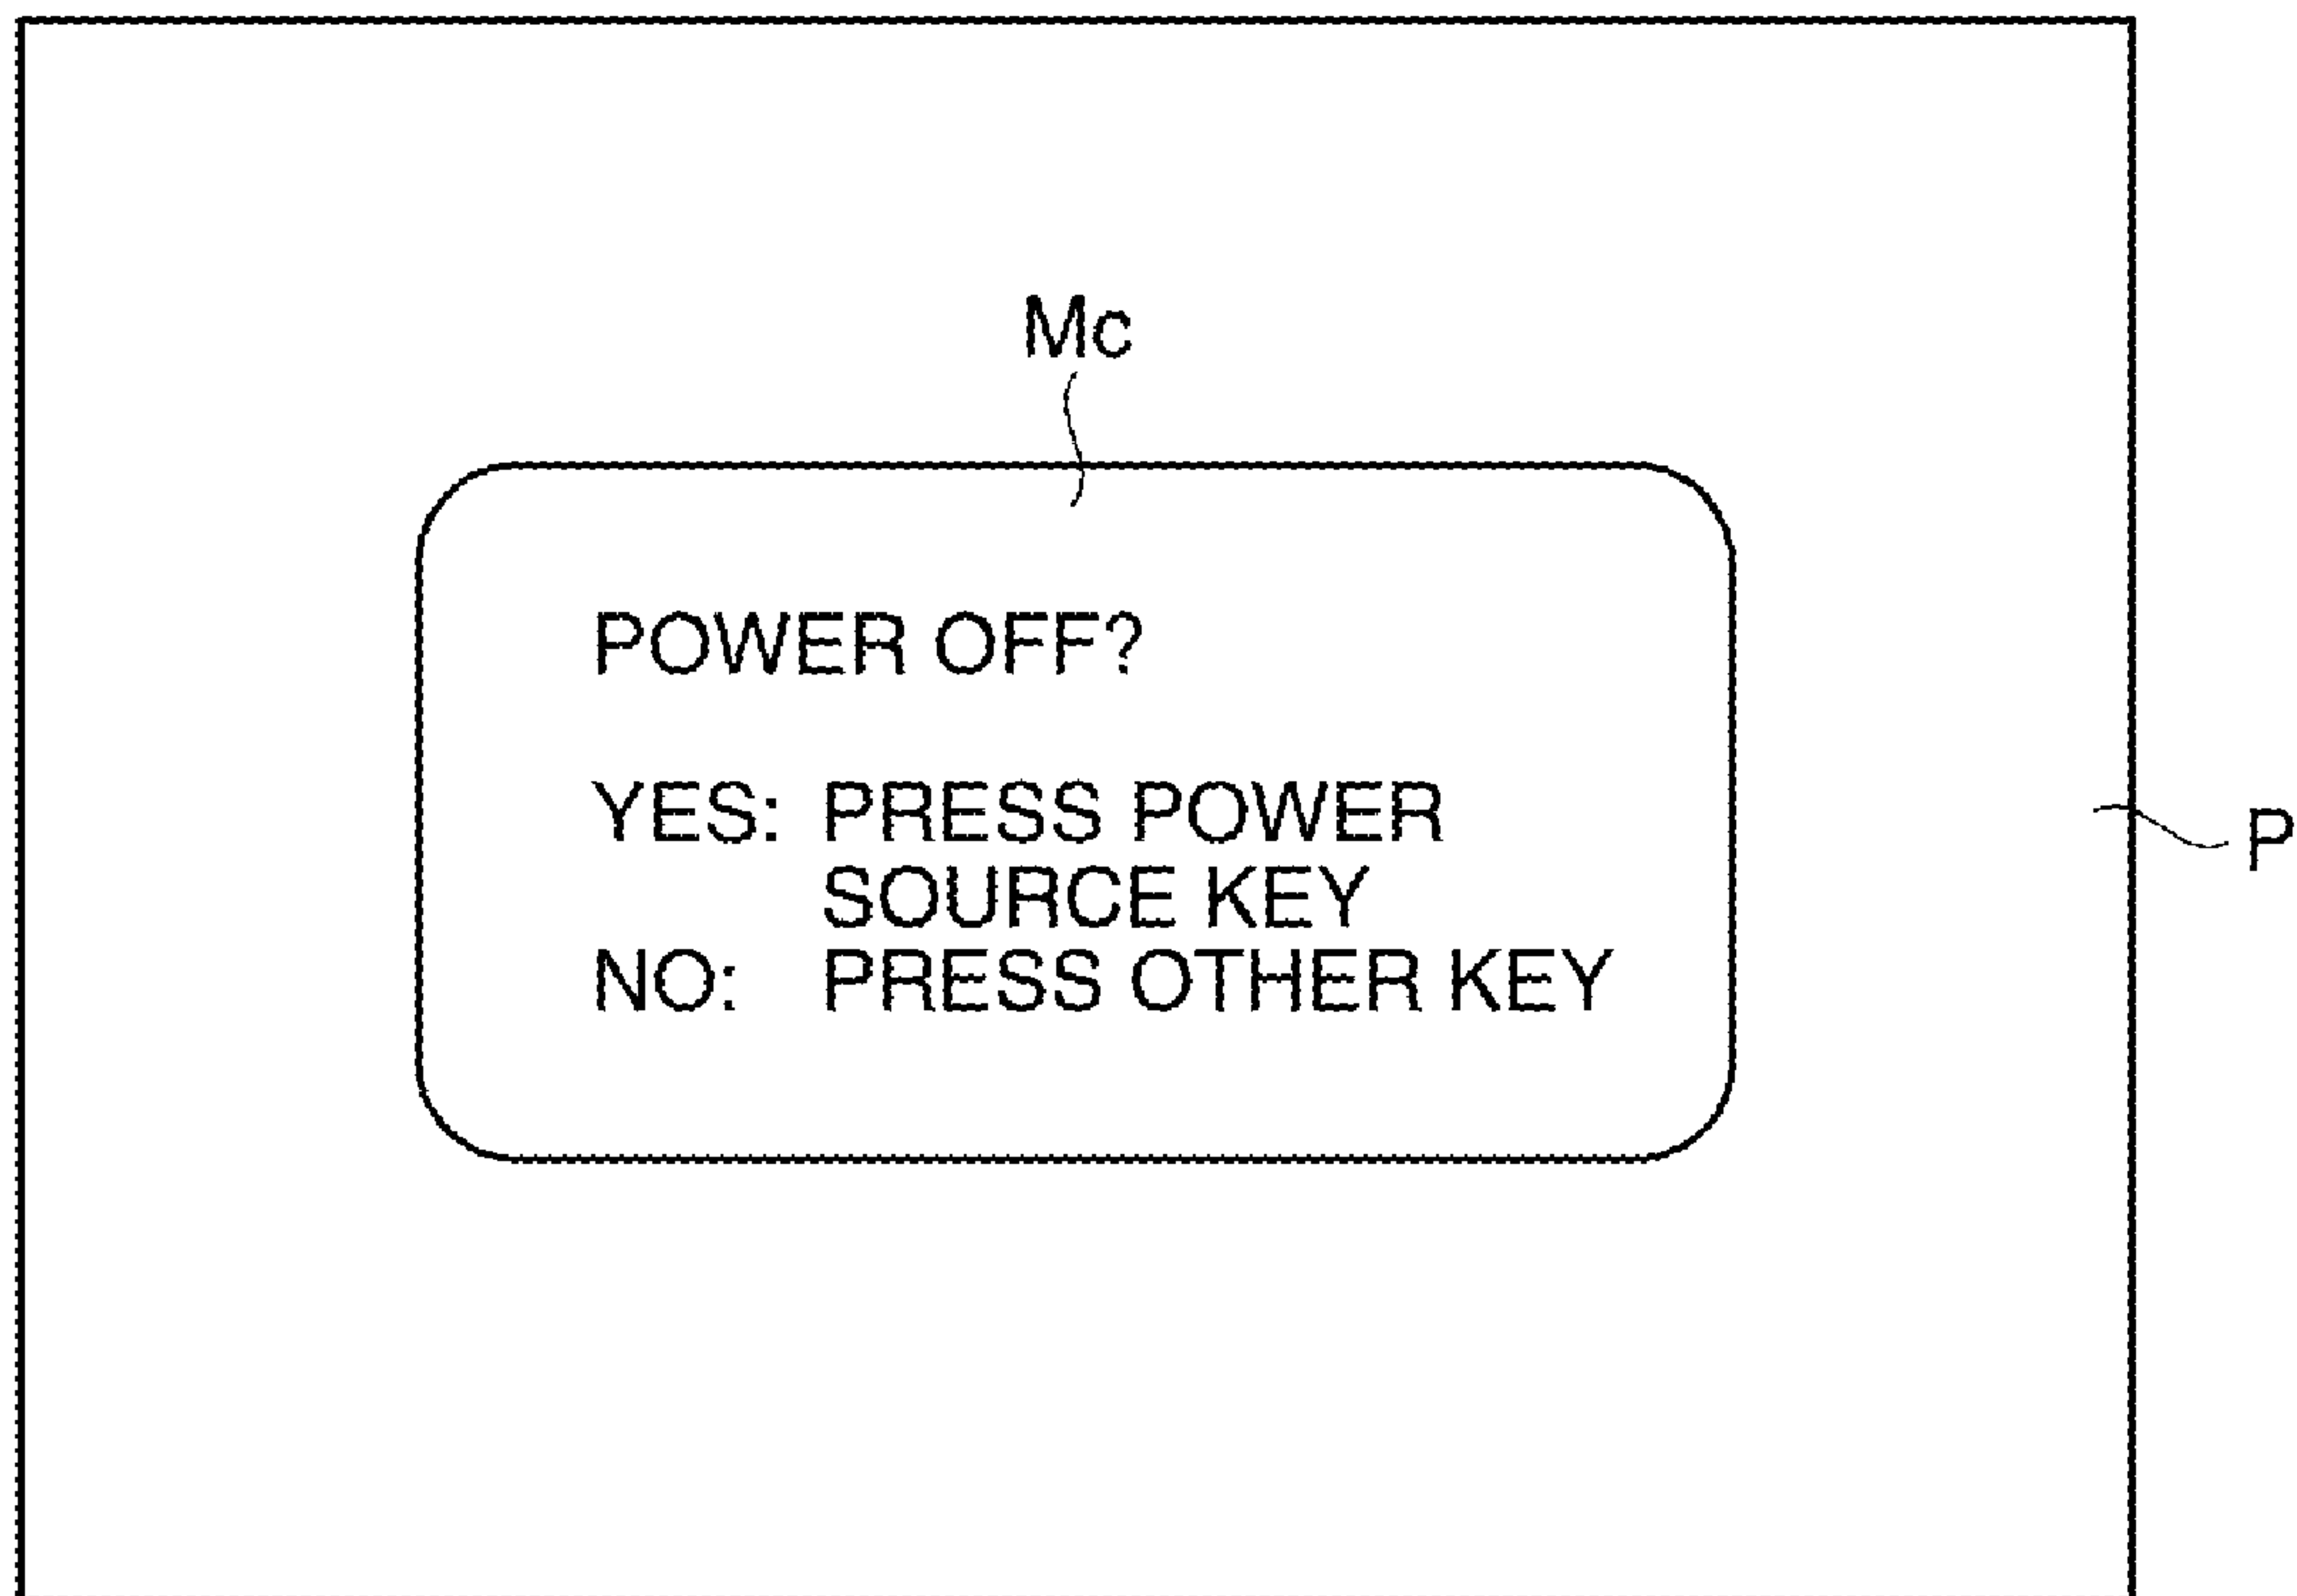 Mc
POWER OFF?
YES: PRESS POWER
SOURCE KEY
P
NO: PRESS OTHER KEY